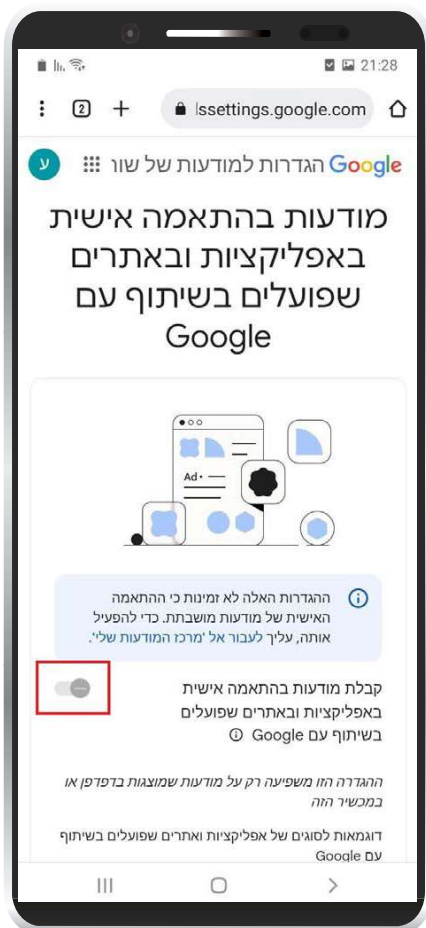 21:28
2
lssettings.google.com
Google הגדרות למודעות של שור
ע
מודעות בהתאמה אישית
באפליקציות ובאתרים
שפועלים בשיתוף עם
Google
Ad
ההגדרות האלה לא זמינות כי ההתאמה
האישית של מודעות מושבתת. כדי להפעיל
אותה, עליך לעבור אל 'מרכז המודעות שלי'.
קבלת מודעות בהתאמה אישית
באפליקציות ובאתרים שפועלים
בשיתוף עם Google
ההגדרה הזו משפיעה רק על מודעות שמוצגות בדפדפן או
במכשיר הזה
דוגמאות לסוגים של אפליקציות ואתרים שפועלים בשיתוף
עם Google